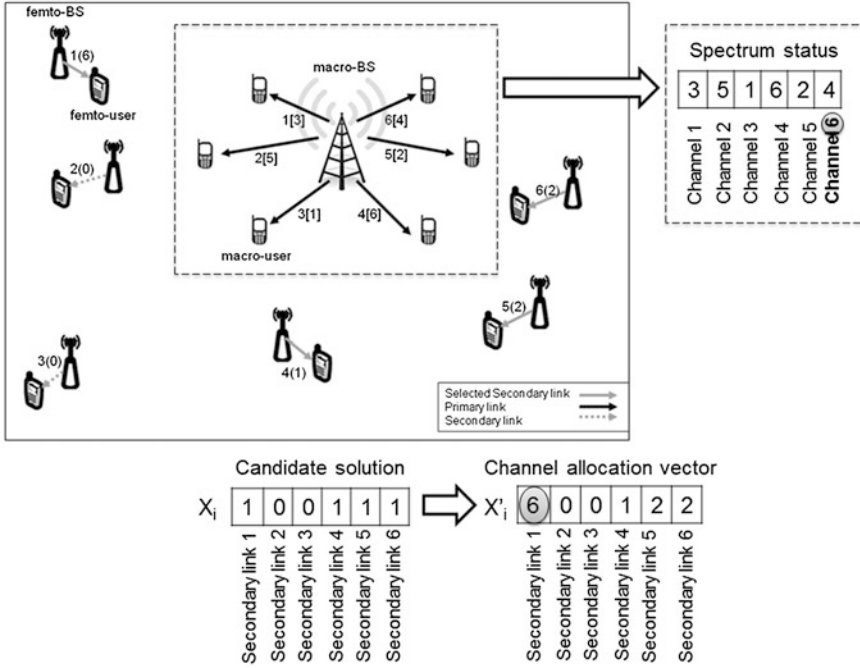 femto-BS
1(6)
femto-user
macro-BS
1[3]
6[4]
2[5]
5[2]
3[1]
4[6]
macro-user
2(0)
6(2)
5(2)
3(0)
4(1)
Selected Secondary link
Primary link
Secondary link
Spectrum status
3 5 1 6 2 4
Channel 1
Channel 2
Channel 3
Channel 4
Channel 5
Channel 6
Candidate solution
Xi 1 0 0 1 1 1
Secondary link 1
Secondary link 2
Secondary link 3
Secondary link 4
Secondary link 5
Secondary link 6
Channel allocation vector
X'i 6 0 0 1 2 2
Secondary link 1
Secondary link 2
Secondary link 3
Secondary link 4
Secondary link 5
Secondary link 6